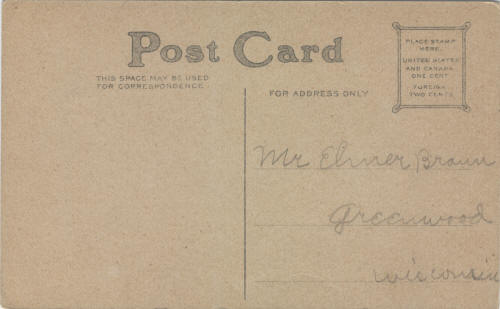 Post Card
THIS SPACE MAY BE USED
FOR CORRESPONDENCE
FOR ADDRESS ONLY
PLACE STAMP
HERE.
UNITED STATES
AND CANADA
ONE CENT
FOREIGN
TWO CENTS
Mr Elmer Braun
Greenwood
Wisconsin